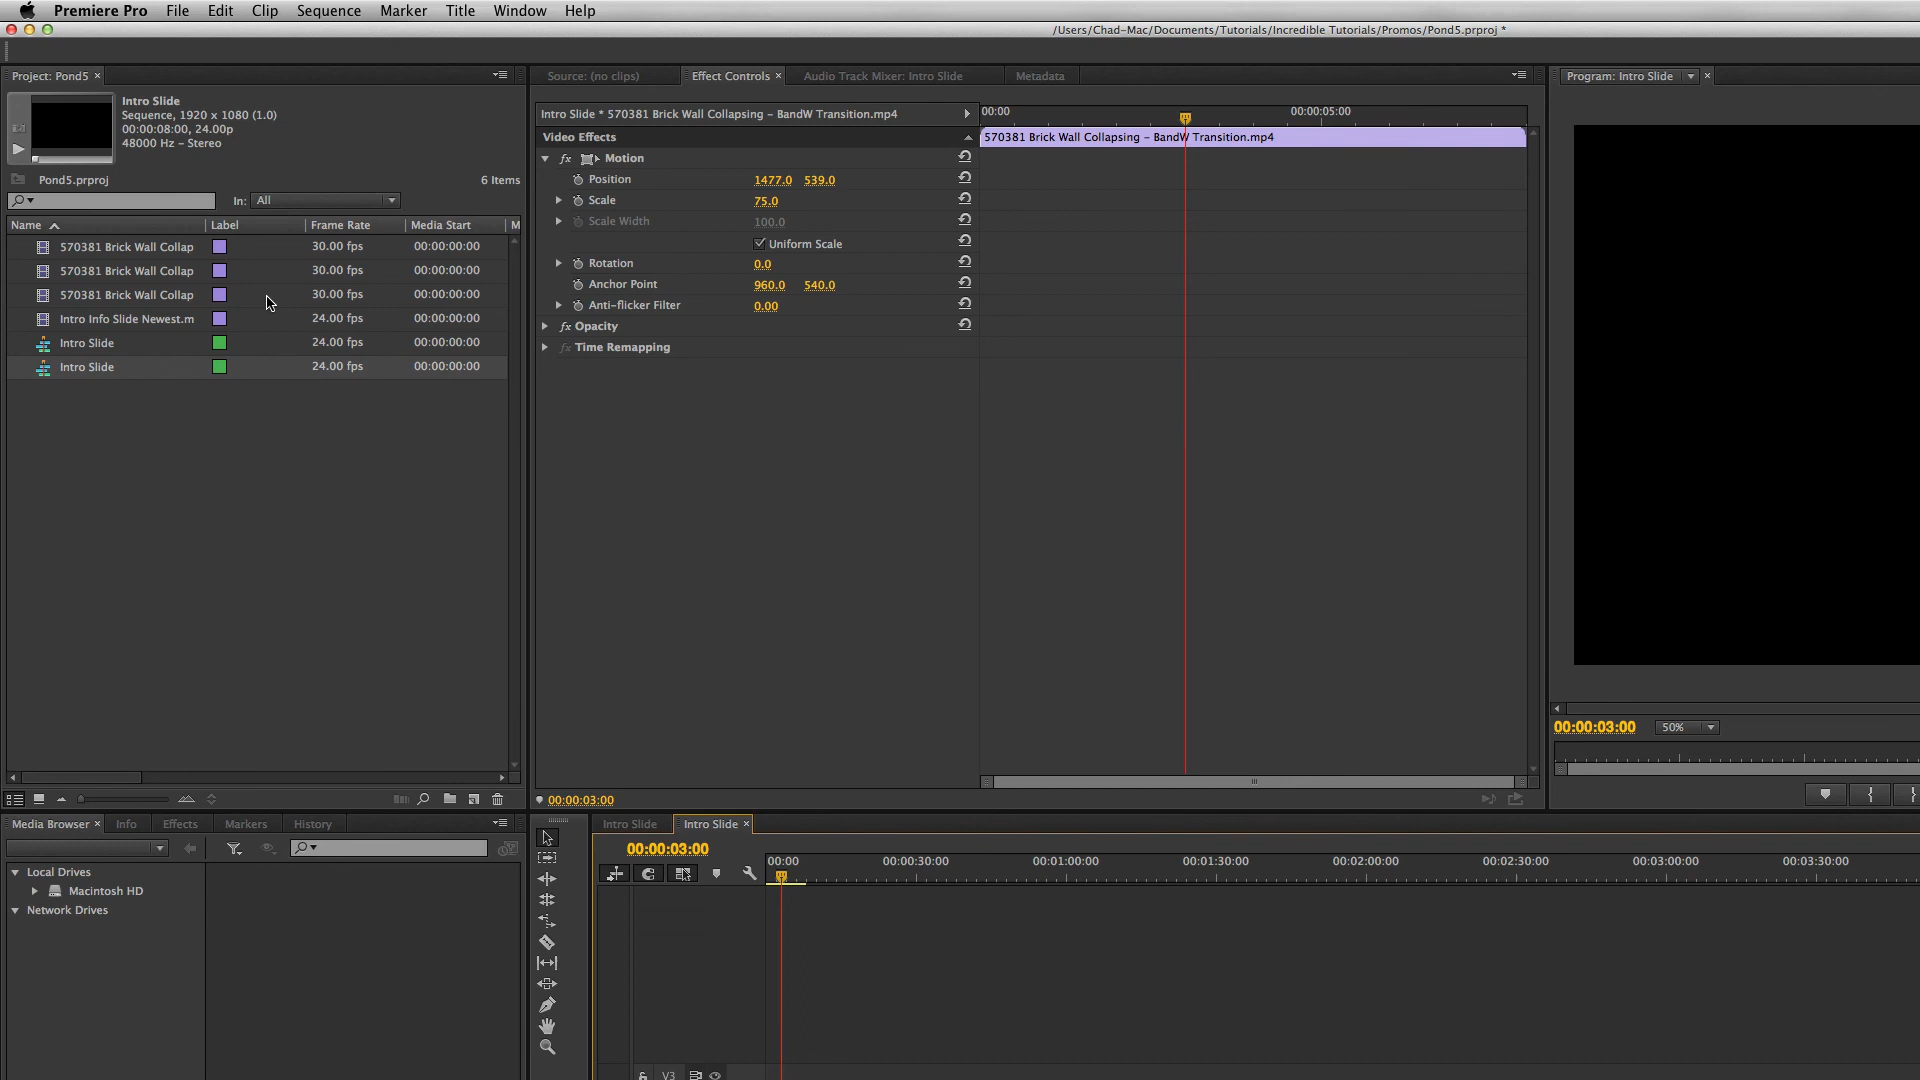 Premiere Pro File Edit Clip Sequence Marker Title Window Help
/Users/Chad-Mac/Documents/Tutorials/Incredible Tutorials/Promos/Pond5.prproj *
Project: Pond5 ×
Intro Slide
Sequence, 1920 x 1080 (1.0)
00:00:08:00, 24.00p
48000 Hz – Stereo
Pond5.prproj 6 Items
In: All
Name Label Frame Rate Media Start M
570381 Brick Wall Collap 30.00 fps 00:00:00:00
570381 Brick Wall Collap 30.00 fps 00:00:00:00
570381 Brick Wall Collap 30.00 fps 00:00:00:00
Intro Info Slide Newest.m 24.00 fps 00:00:00:00
Intro Slide 24.00 fps 00:00:00:00
Intro Slide 24.00 fps 00:00:00:00
Source: (no clips) Effect Controls × Audio Track Mixer: Intro Slide Metadata
Intro Slide * 570381 Brick Wall Collapsing – BandW Transition.mp4
00:00 00:00:05:00
Video Effects
570381 Brick Wall Collapsing – BandW Transition.mp4
fx Motion
Position 1477.0 539.0
Scale 75.0
Scale Width 100.0
Uniform Scale
Rotation 0.0
Anchor Point 960.0 540.0
Anti-flicker Filter 0.00
fx Opacity
fx Time Remapping
00:00:03:00
Program: Intro Slide ×
00:00:03:00 50%
Media Browser × Info Effects Markers History
Local Drives
Macintosh HD
Network Drives
Intro Slide Intro Slide ×
00:00:03:00
00:00 00:00:30:00 00:01:00:00 00:01:30:00 00:02:00:00 00:02:30:00 00:03:00:00 00:03:30:00
V3